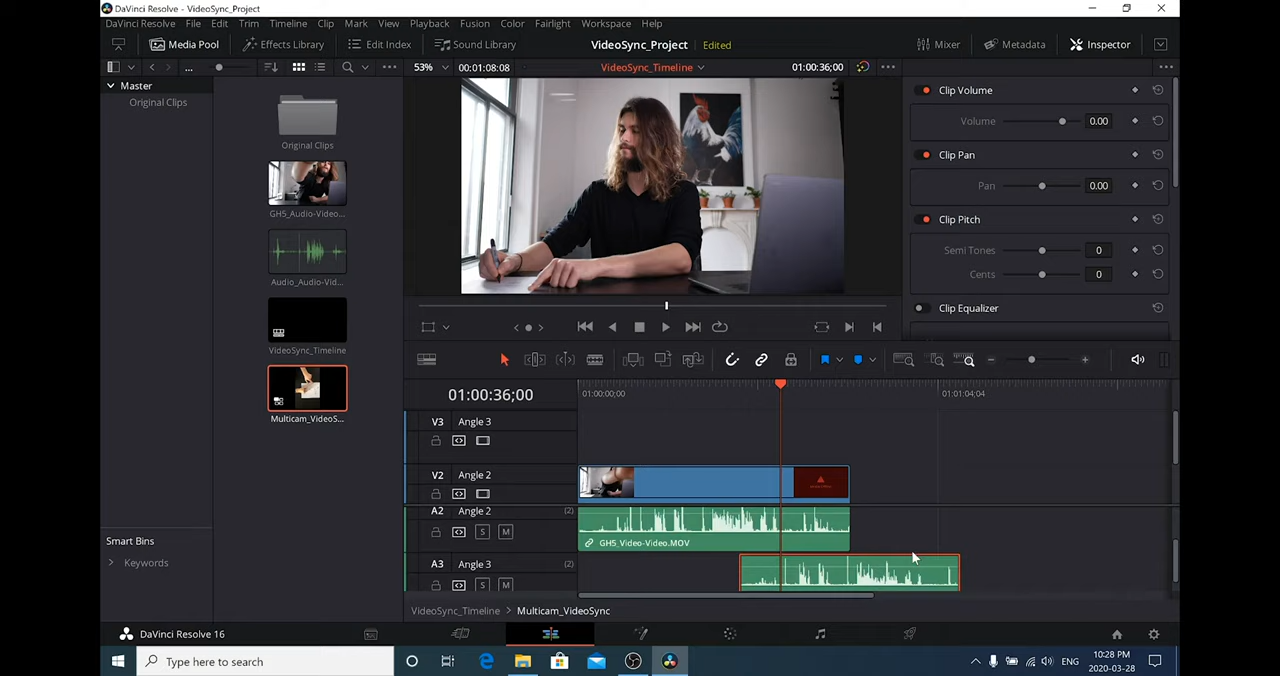 DaVinci Resolve - VideoSync_Project
DaVinci Resolve File Edit Trim Timeline Clip Mark View Playback Fusion Color Fairlight Workspace Help
Media Pool Effects Library Edit Index Sound Library VideoSync_Project Edited Mixer Metadata Inspector
... 53% 00:01:08:08 VideoSync_Timeline 01:00:36;00
Master
Original Clips
Original Clips
GH5_Audio-Video...
Audio_Audio-Vid...
VideoSync_Timeline
Multicam_VideoS...
Clip Volume
Volume 0.00
Clip Pan
Pan 0.00
Clip Pitch
Semi Tones 0
Cents 0
Clip Equalizer
01:00:36;00 01:00:00;00 01:01:04;04
V3 Angle 3
V2 Angle 2
A2 Angle 2 (2)
S M
GH5_Video-Video.MOV
A3 Angle 3 (2)
S M
Smart Bins
Keywords
VideoSync_Timeline > Multicam_VideoSync
DaVinci Resolve 16
Type here to search
ENG
10:28 PM
2020-03-28